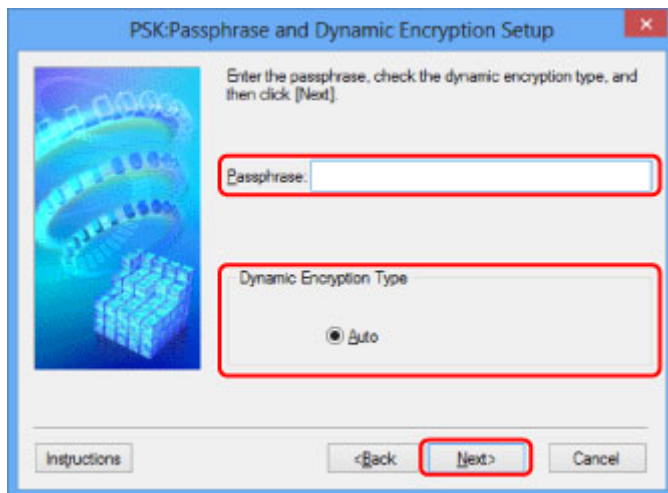 PSK:Passphrase and Dynamic Encryption Setup
Enter the passphrase, check the dynamic encryption type, and
then click [Next].
Passphrase:
Dynamic Encryption Type
Auto
Instructions
<Back
Next>
Cancel